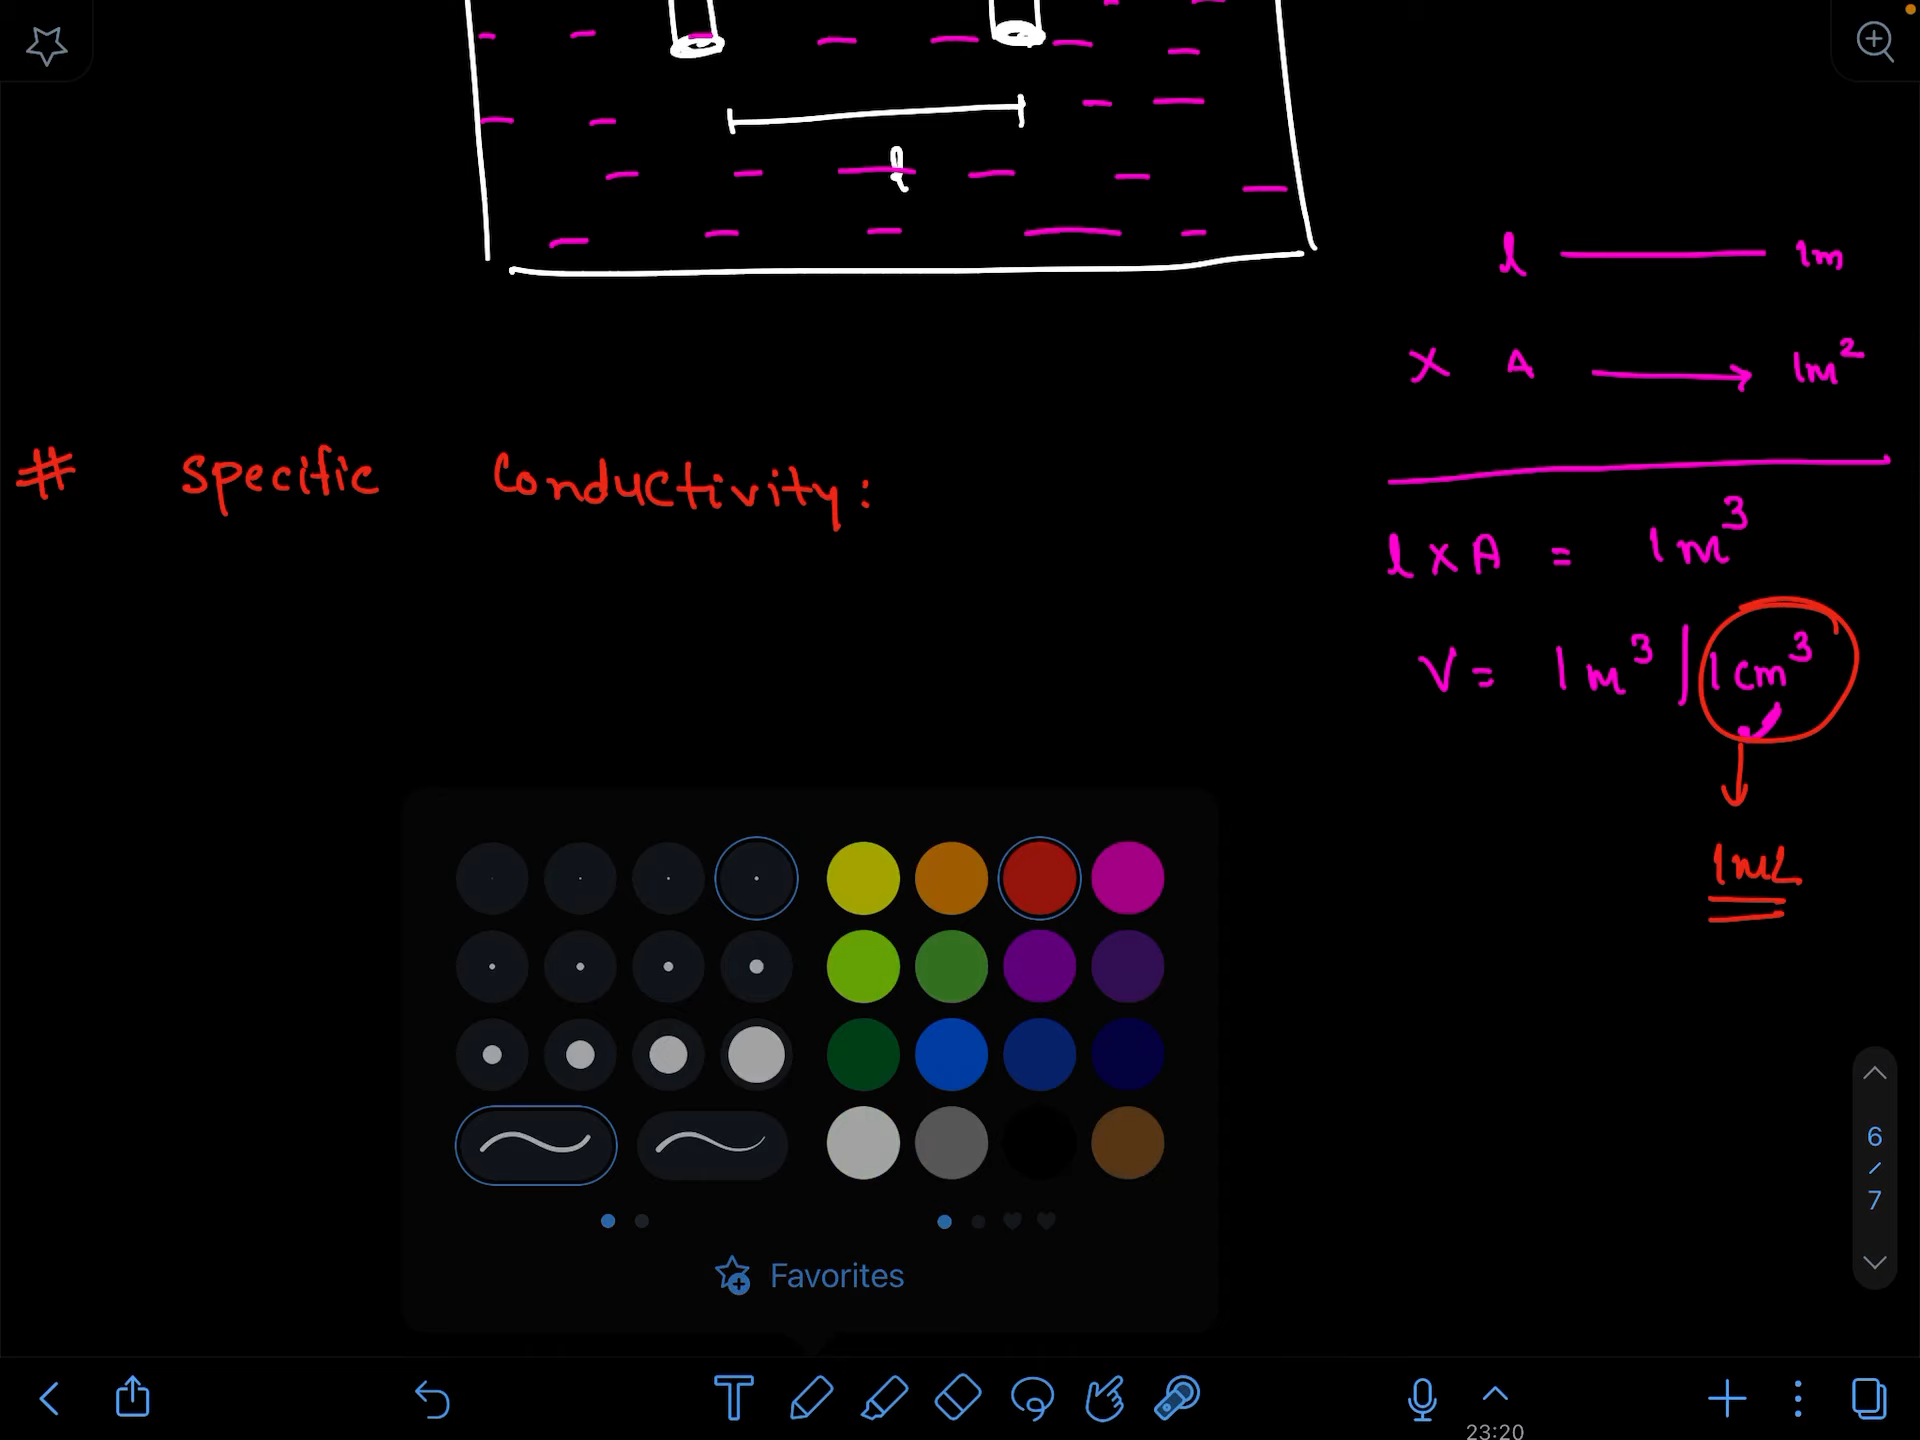 l
l — 1m
X A → 1m²
# Specific Conductivity:
l X A = 1m³
V = 1m³ | 1cm³
↓
1mL
6
/
7
Favorites
T
23:20